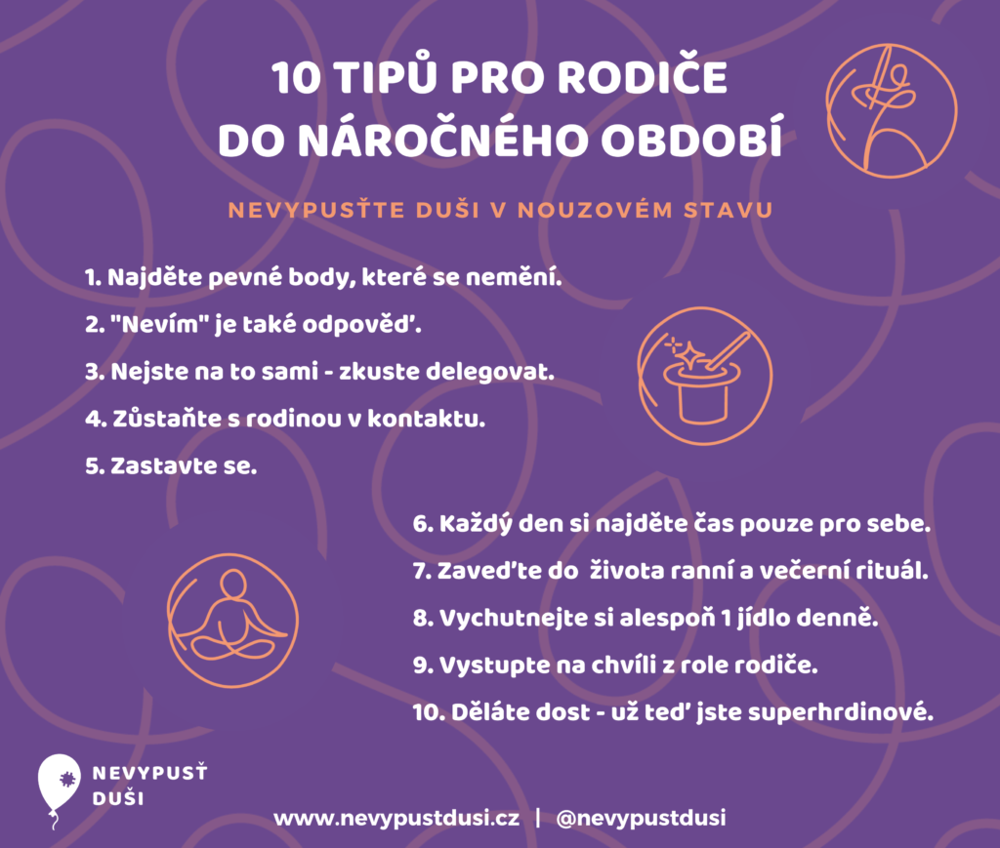 10 TIPŮ PRO RODIČE
DO NÁROČNÉHO OBDOBÍ
NEVYPUSŤTE DUŠI V NOUZOVÉM STAVU
1. Najděte pevné body, které se nemění.
2. "Nevím" je také odpověď.
3. Nejste na to sami - zkuste delegovat.
4. Zůstaňte s rodinou v kontaktu.
5. Zastavte se.
6. Každý den si najděte čas pouze pro sebe.
7. Zaveďte do  života ranní a večerní rituál.
8. Vychutnejte si alespoň 1 jídlo denně.
9. Vystupte na chvíli z role rodiče.
10. Děláte dost - už teď jste superhrdinové.
NEVYPUSŤ
DUŠI
www.nevypustdusi.cz | @nevypustdusi